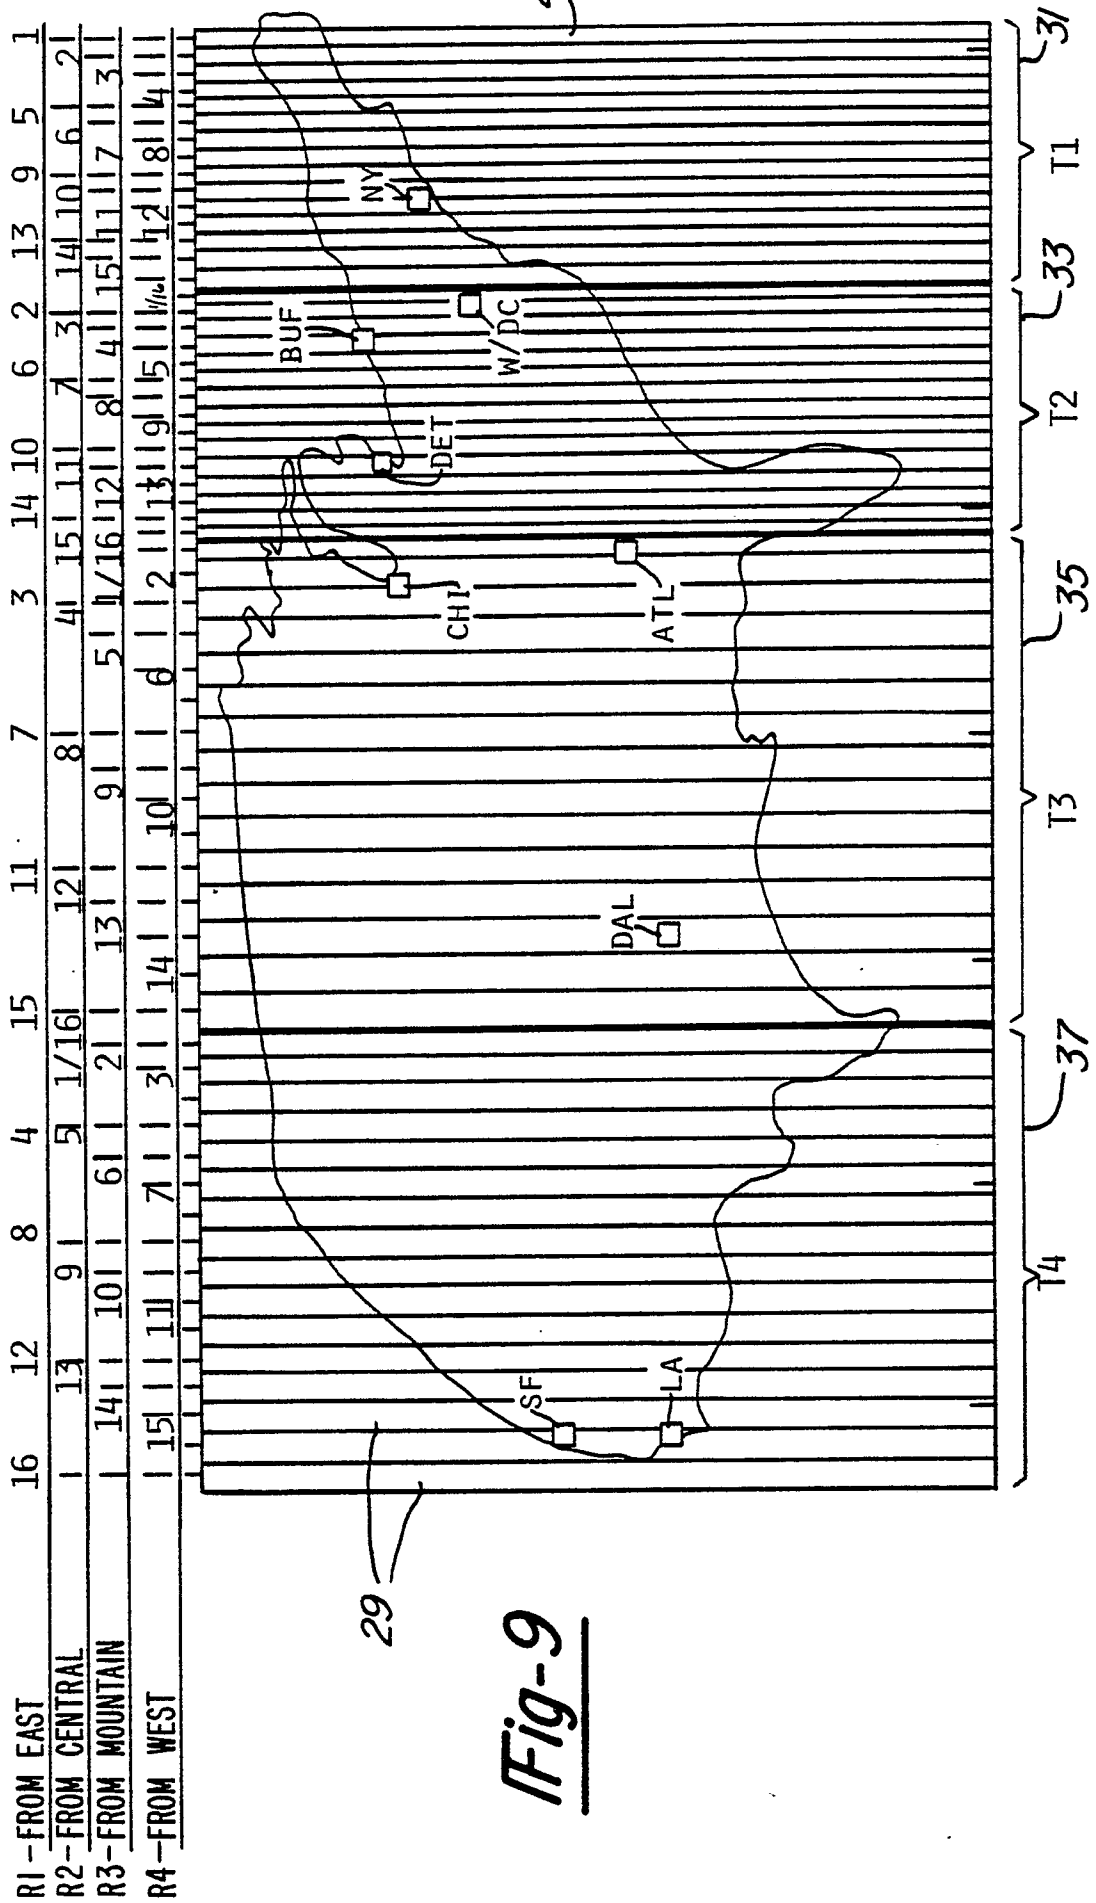 R1-FROM EAST 16 12 8 4 15 11 7 3 14 10 6 2 13 9 5 1
R2-FROM CENTRAL 13 9 5 1/16 12 8 4 15 11 7 3 14 10 6 2
R3-FROM MOUNTAIN 14 10 6 2 13 9 5 1/16 12 8 4 15 11 7 3
R4-FROM WEST 15 11 7 3 14 10 6 2 13 9 5 1/16 12 8 4
BUF
NY
29
DET
CHI
W/DC
SF
DAL
ATL
LA
Fig-9
T4 T3 T2 T1
37 35 33 31